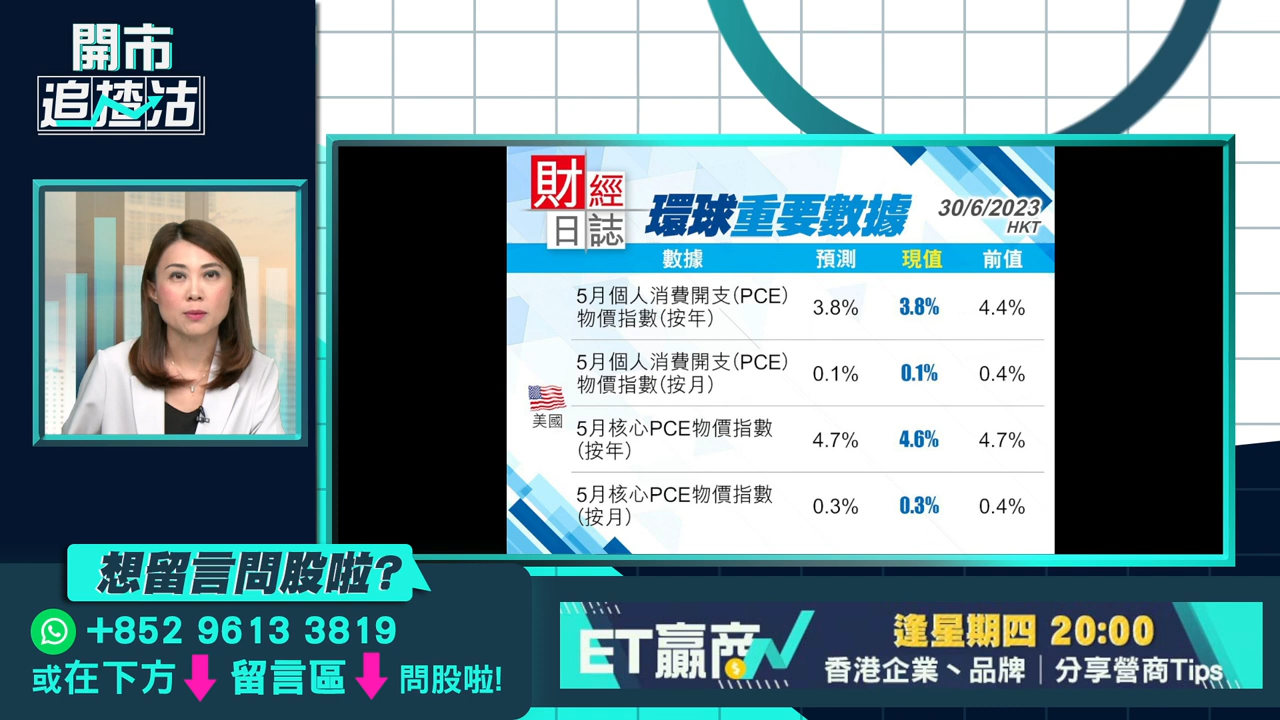 開市
追揸沽
財經
日誌
環球重要數據
30/6/2023
HKT
數據 預測 現值 前值
美國
5月個人消費開支(PCE)
物價指數(按年) 3.8% 3.8% 4.4%
5月個人消費開支(PCE)
物價指數(按月) 0.1% 0.1% 0.4%
5月核心PCE物價指數
(按年) 4.7% 4.6% 4.7%
5月核心PCE物價指數
(按月) 0.3% 0.3% 0.4%
想留言問股啦?
+852 9613 3819
或在下方 留言區 問股啦!
ET贏商
逢星期四 20:00
香港企業、品牌｜分享營商Tips